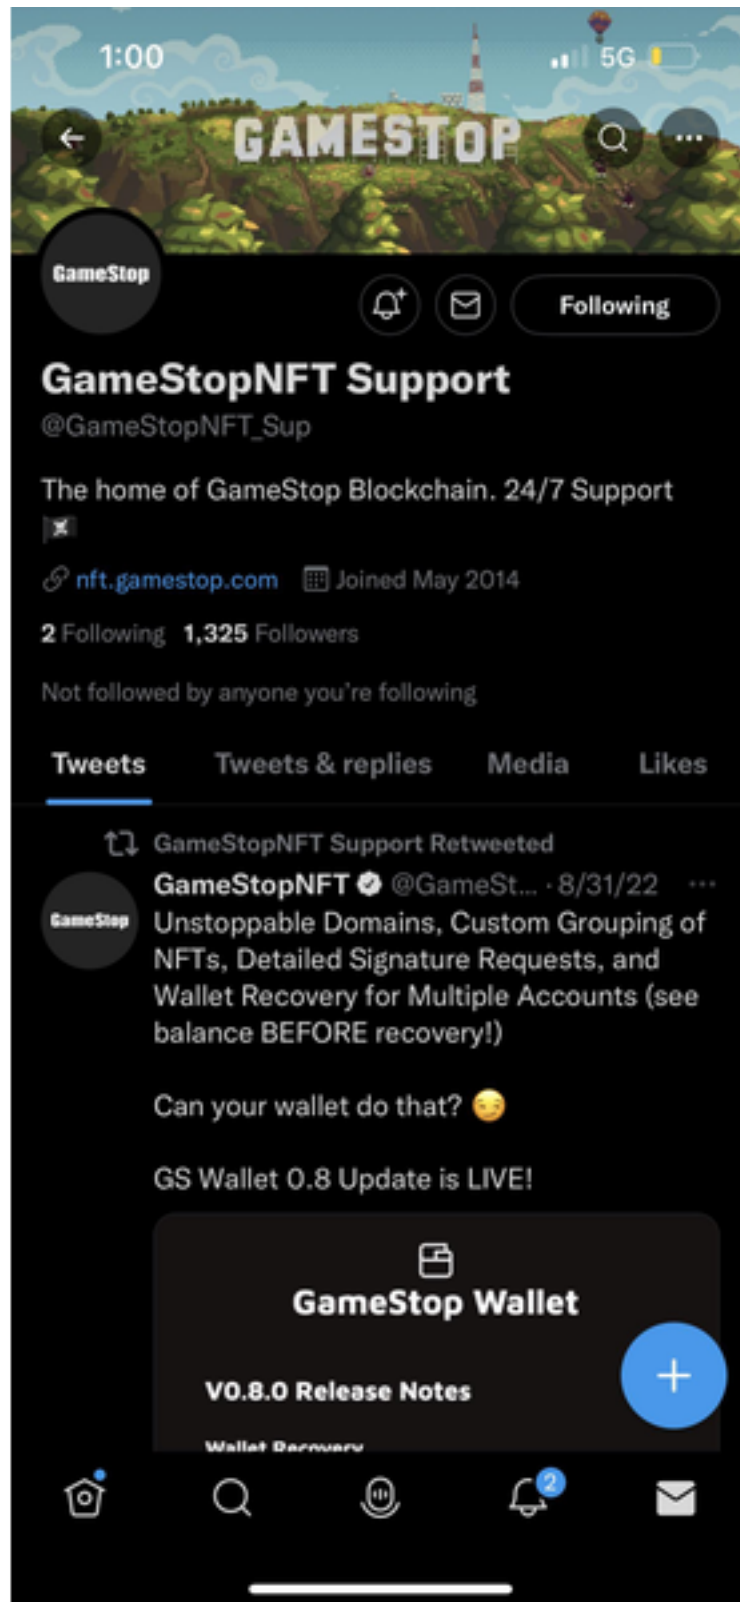 1:00
5G
GAMESTOP
GameStop
Following
GameStopNFT Support
@GameStopNFT_Sup
The home of GameStop Blockchain. 24/7 Support
nft.gamestop.com Joined May 2014
2 Following 1,325 Followers
Not followed by anyone you're following
Tweets Tweets & replies Media Likes
GameStopNFT Support Retweeted
GameStopNFT @GameSt... · 8/31/22
GameStop
Unstoppable Domains, Custom Grouping of
NFTs, Detailed Signature Requests, and
Wallet Recovery for Multiple Accounts (see
balance BEFORE recovery!)
Can your wallet do that? 😏
GS Wallet 0.8 Update is LIVE!
GameStop Wallet
V0.8.0 Release Notes
Wallet Recovery
2